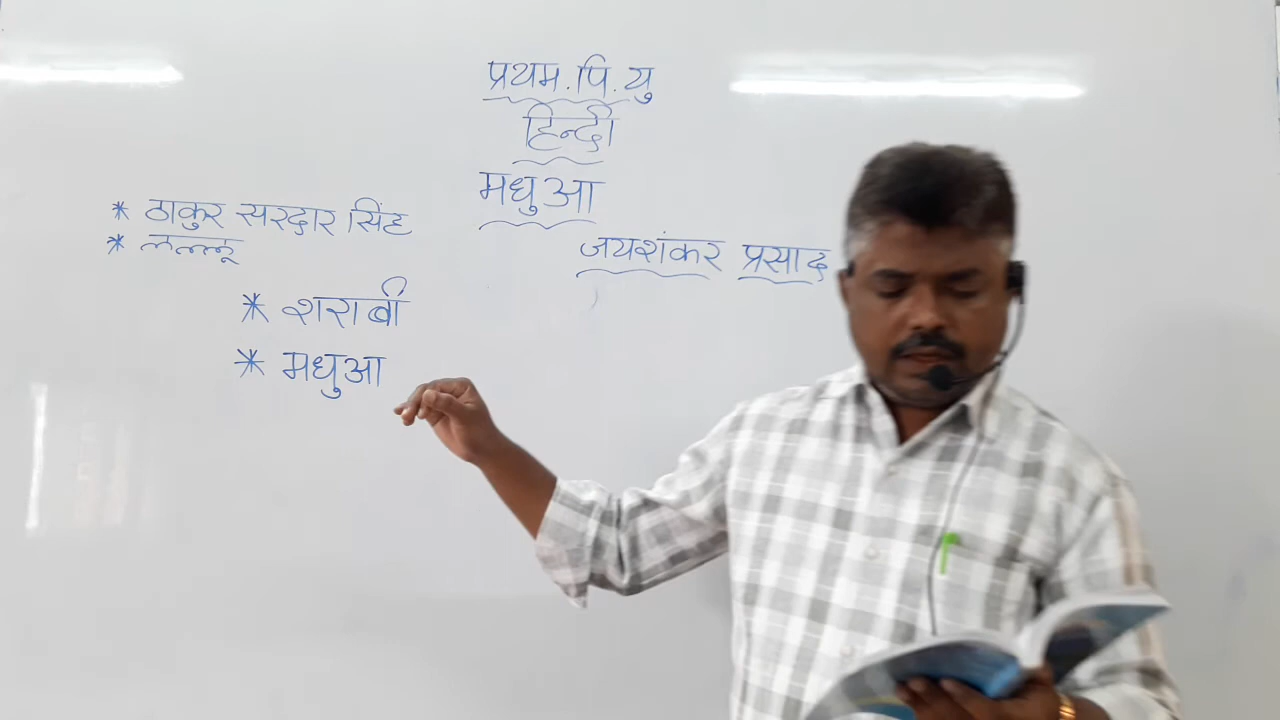 प्रथम.पि.यु
हिन्दी
मधुआ
जयशंकर प्रसाद
* ठाकुर सरदार सिंह
* लल्लू
* शराबी
* मधुआ